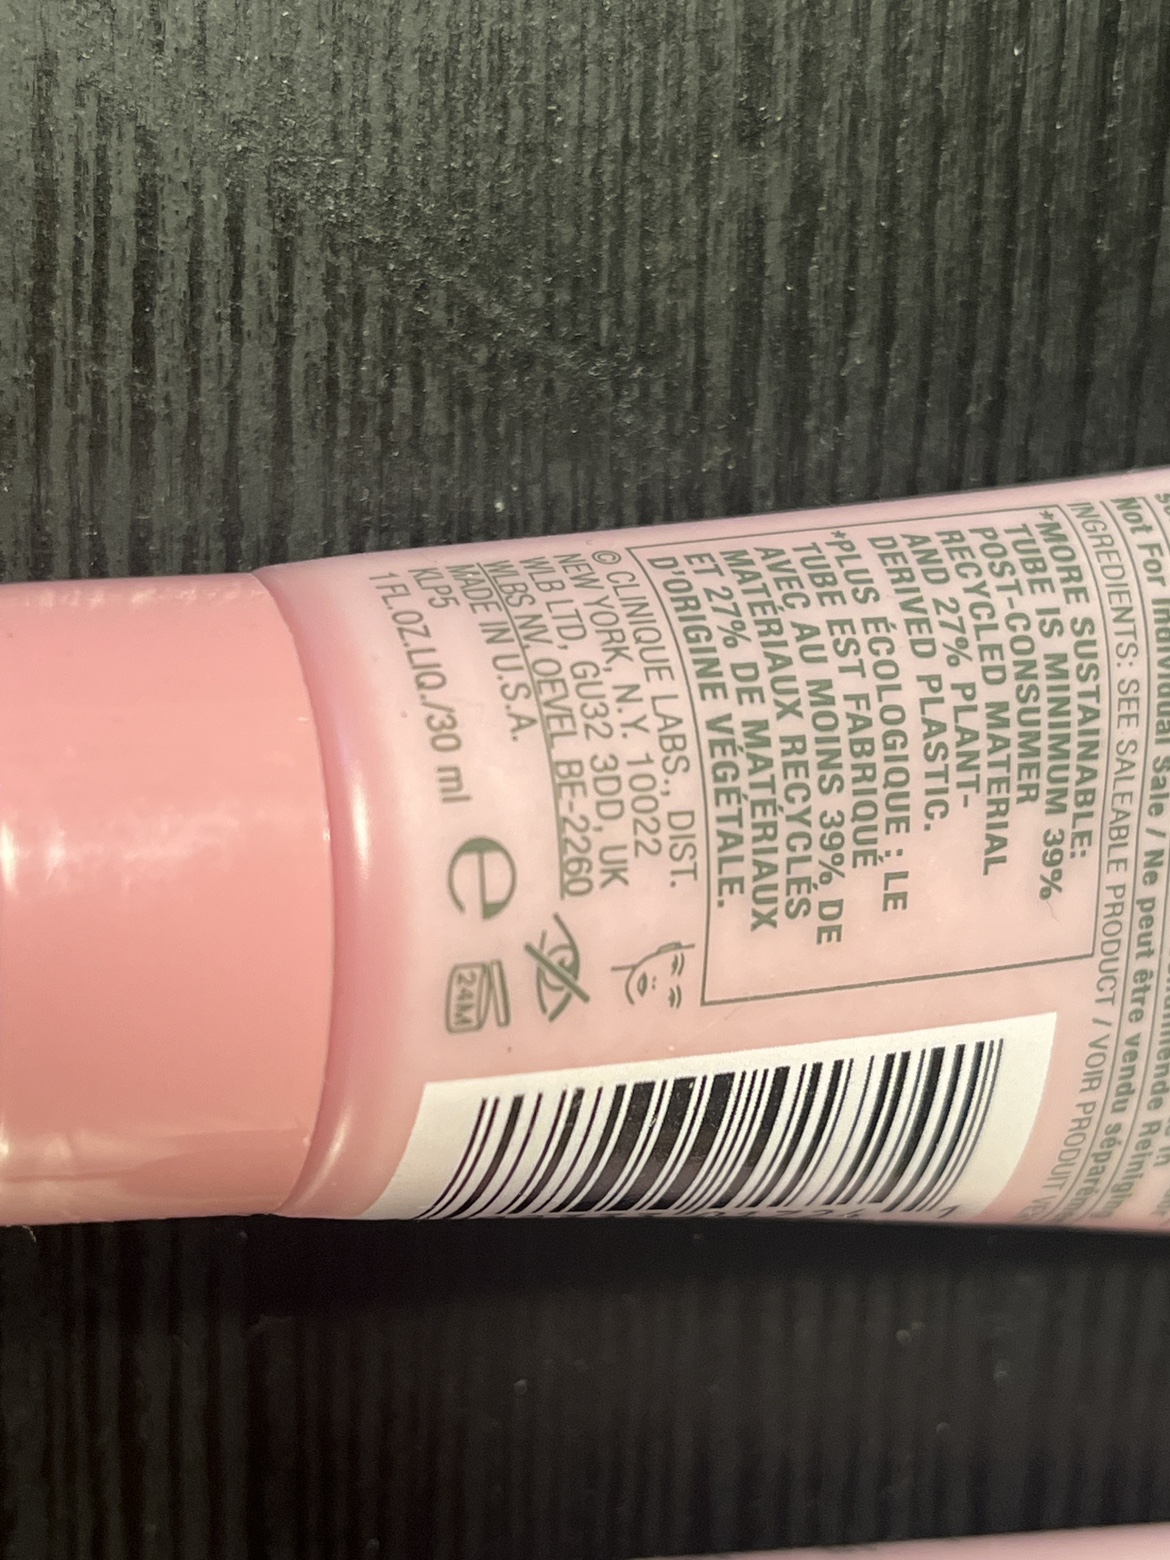 Not For Individual Sale / Ne peut être vendu
INGREDIENTS: SEE SALEABLE PRODUCT / VOIR PRODUIT
*MORE SUSTAINABLE:
TUBE IS MINIMUM 39%
POST-CONSUMER
RECYCLED MATERIAL
AND 27% PLANT-
DERIVED PLASTIC.
*PLUS ÉCOLOGIQUE : LE
TUBE EST FABRIQUÉ
AVEC AU MOINS 39% DE
MATÉRIAUX RECYCLÉS
ET 27% DE MATÉRIAUX
D'ORIGINE VÉGÉTALE.
© CLINIQUE LABS., DIST.
NEW YORK, N.Y. 10022
WLB LTD, GU32 3DD, UK
WLBS NV, OEVEL BE-2260
MADE IN U.S.A.
KLP5
1FL.OZ.LIQ./30 ml e
24M